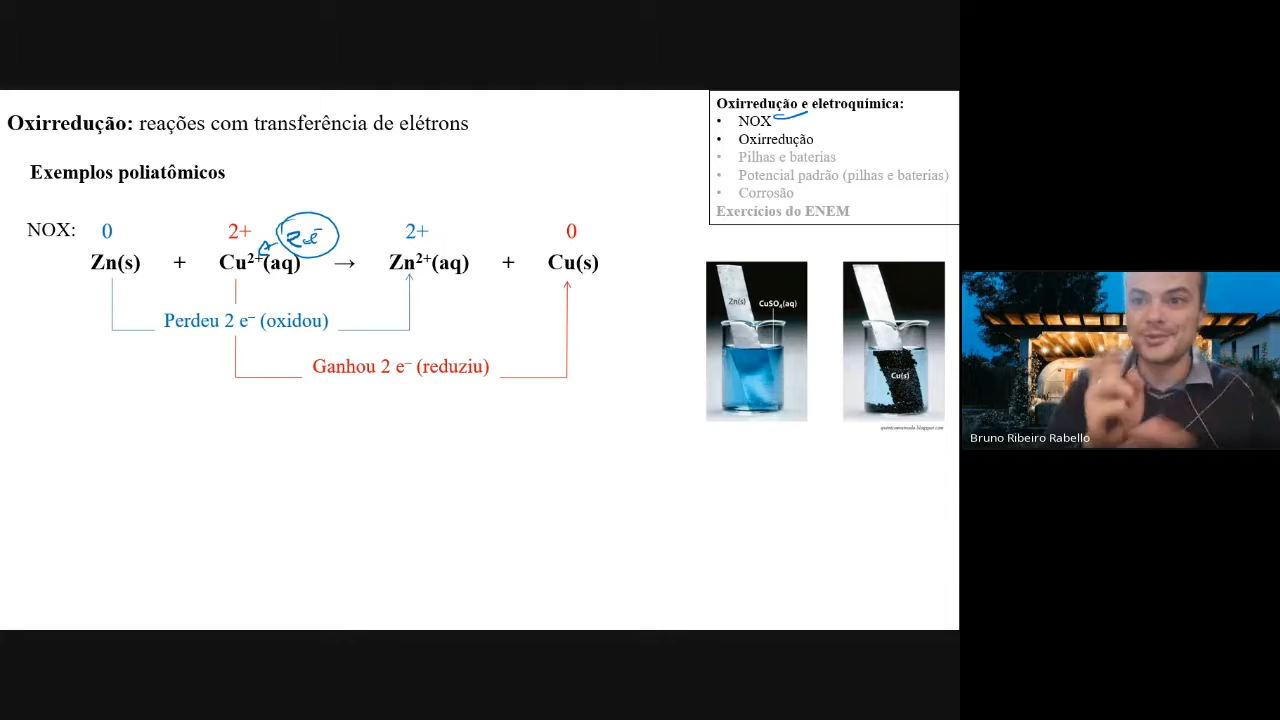 Oxirredução: reações com transferência de elétrons
Exemplos poliatômicos
NOX: 0 2+ 2e⁻ 2+ 0
Zn(s) + Cu²⁺(aq) → Zn²⁺(aq) + Cu(s)
Perdeu 2 e⁻ (oxidou)
Ganhou 2 e⁻ (reduziu)
Oxirredução e eletroquímica:
• NOX
• Oxirredução
• Pilhas e baterias
• Potencial padrão (pilhas e baterias)
• Corrosão
Exercícios do ENEM
Zn(s)
CuSO₄(aq)
Cu(s)
Bruno Ribeiro Rabello